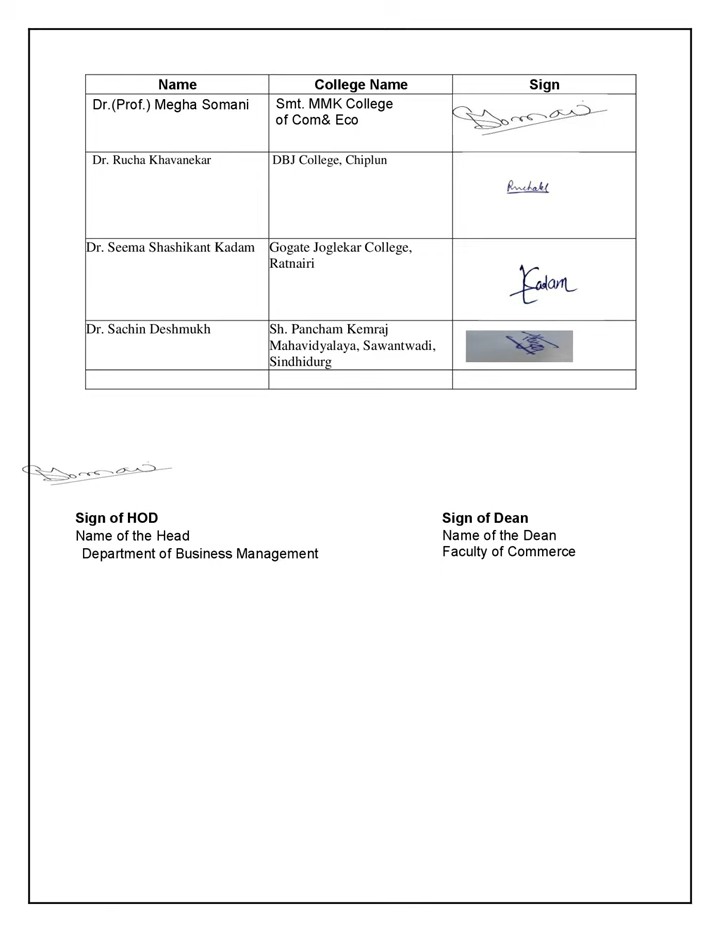 Name College Name Sign
Dr.(Prof.) Megha Somani Smt. MMK College
of Com& Eco
Somani
Dr. Rucha Khavanekar DBJ College, Chiplun
Dr. Seema Shashikant Kadam Gogate Joglekar College,
Ratnairi
Kadam
Dr. Sachin Deshmukh Sh. Pancham Kemraj
Mahavidyalaya, Sawantwadi,
Sindhidurg
Somani
Sign of HOD Sign of Dean
Name of the Head Name of the Dean
Department of Business Management Faculty of Commerce